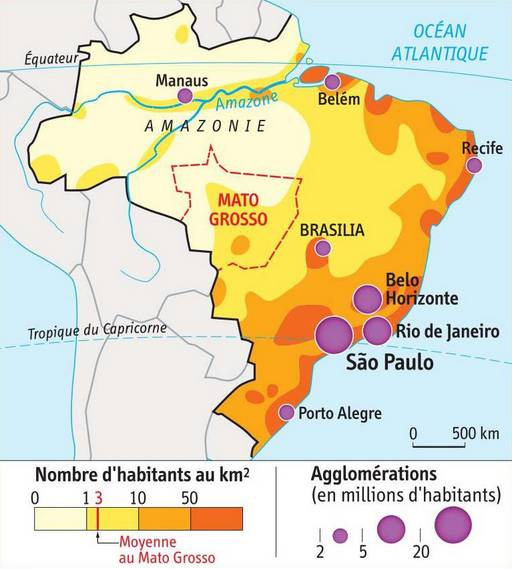 OCÉAN
ATLANTIQUE
Équateur
Manaus
Amazone
Belém
AMAZONIE
Recife
MATO
GROSSO
BRASILIA
Belo
Horizonte
Tropique du Capricorne
Rio de Janeiro
São Paulo
Porto Alegre
0 500 km
Nombre d'habitants au km²
0 1 3 10 50
Moyenne
au Mato Grosso
Agglomérations
(en millions d'habitants)
2 5 20